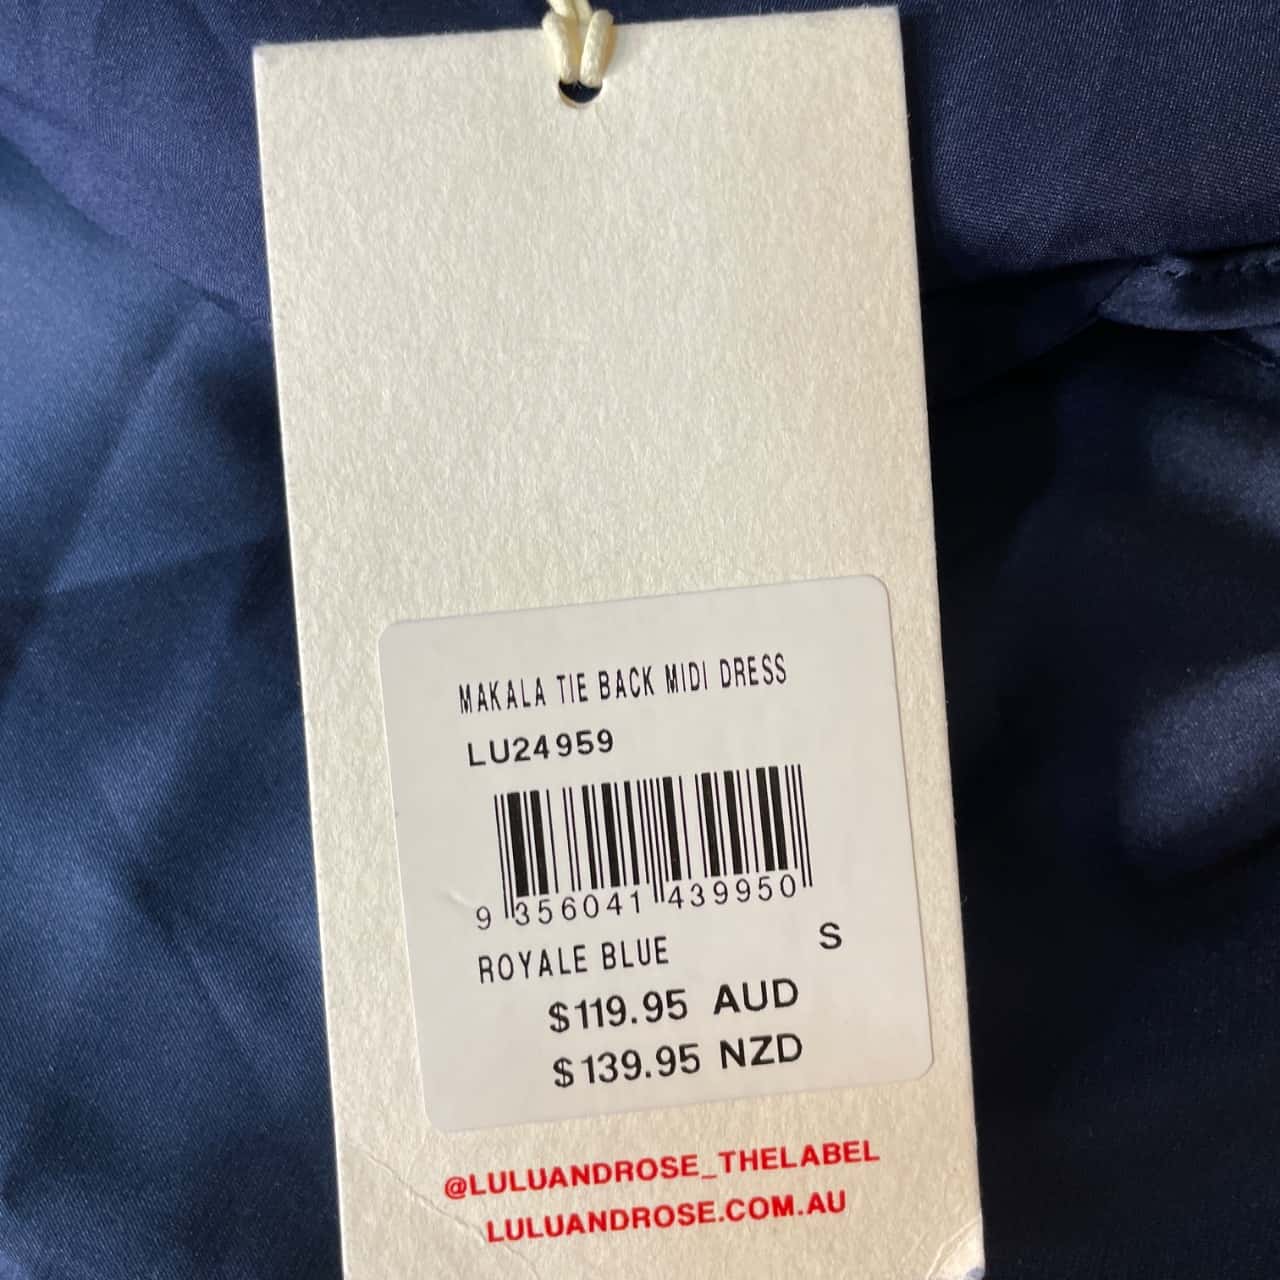 MAKALA TIE BACK MIDI DRESS
LU24959
9 356041 439950
ROYALE BLUE S
$119.95 AUD
$139.95 NZD
@LULUANDROSE_THELABEL
LULUANDROSE.COM.AU